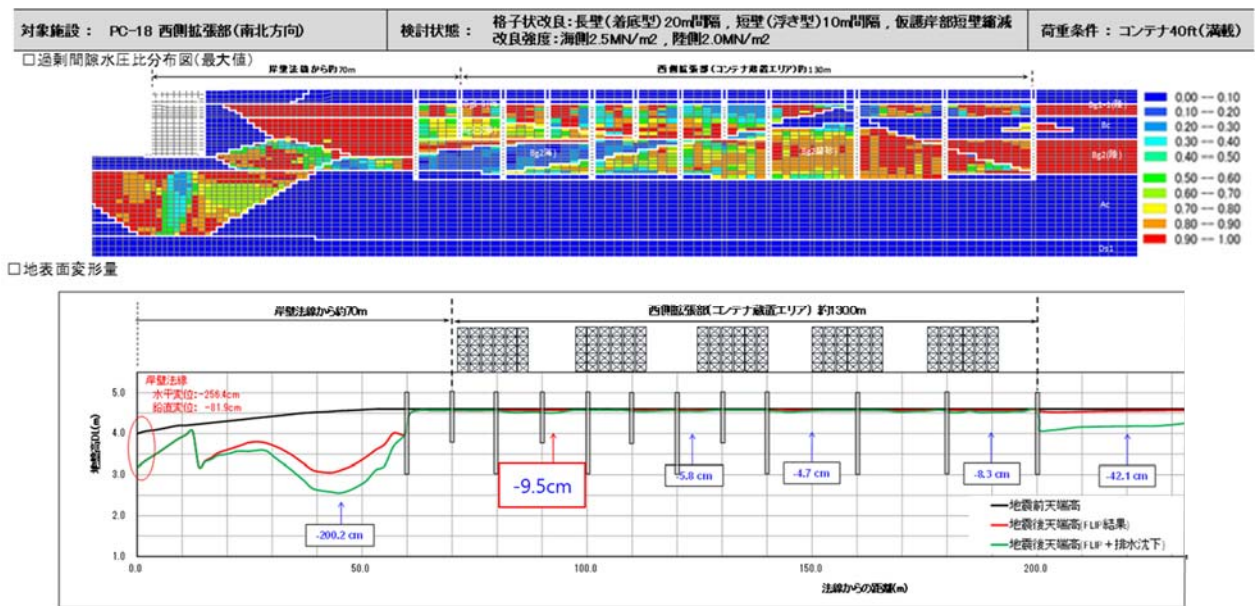 対象施設： PC-18 西側拡張部(南北方向)
検討状態：
格子状改良：長壁(着底型)20m間隔，短壁(浮き型)10m間隔，仮護岸部短壁縮減
改良強度：海側2.5MN/m2，陸側2.0MN/m2
荷重条件：コンテナ40ft(満載)
□過剰間隙水圧比分布図(最大値)
岸壁法線から約70m
西側拡張部(コンテナ蔵置エリア)約130m
Bc
Bg2(陸)
Ac
Ds1
0.00 --- 0.10
0.10 --- 0.20
0.20 --- 0.30
0.30 --- 0.40
0.40 --- 0.50
0.50 --- 0.60
0.60 --- 0.70
0.70 --- 0.80
0.80 --- 0.90
0.90 --- 1.00
□地表面変形量
岸壁法線から約70m
西側拡張部(コンテナ蔵置エリア) 約130.0m
岸壁法線
水平変位：-256.4cm
鉛直変位： -81.9cm
地盤高DL(m)
5.0
4.0
3.0
2.0
1.0
-200.2 cm
-9.5cm
-5.8 cm
-4.7 cm
-8.3 cm
-42.1 cm
地震前天端高
地震後天端高(FLIP結果)
地震後天端高(FLIP＋排水沈下)
0.0
50.0
100.0
150.0
200.0
法線からの距離(m)